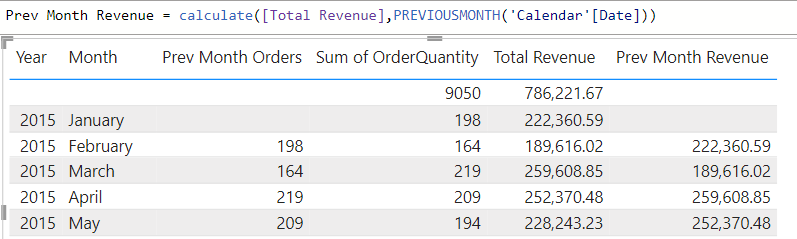 Prev Month Revenue = calculate([Total Revenue],PREVIOUSMONTH('Calendar'[Date]))
Year Month Prev Month Orders Sum of OrderQuantity Total Revenue Prev Month Revenue
9050 786,221.67
2015 January 198 222,360.59
2015 February 198 164 189,616.02 222,360.59
2015 March 164 219 259,608.85 189,616.02
2015 April 219 209 252,370.48 259,608.85
2015 May 209 194 228,243.23 252,370.48